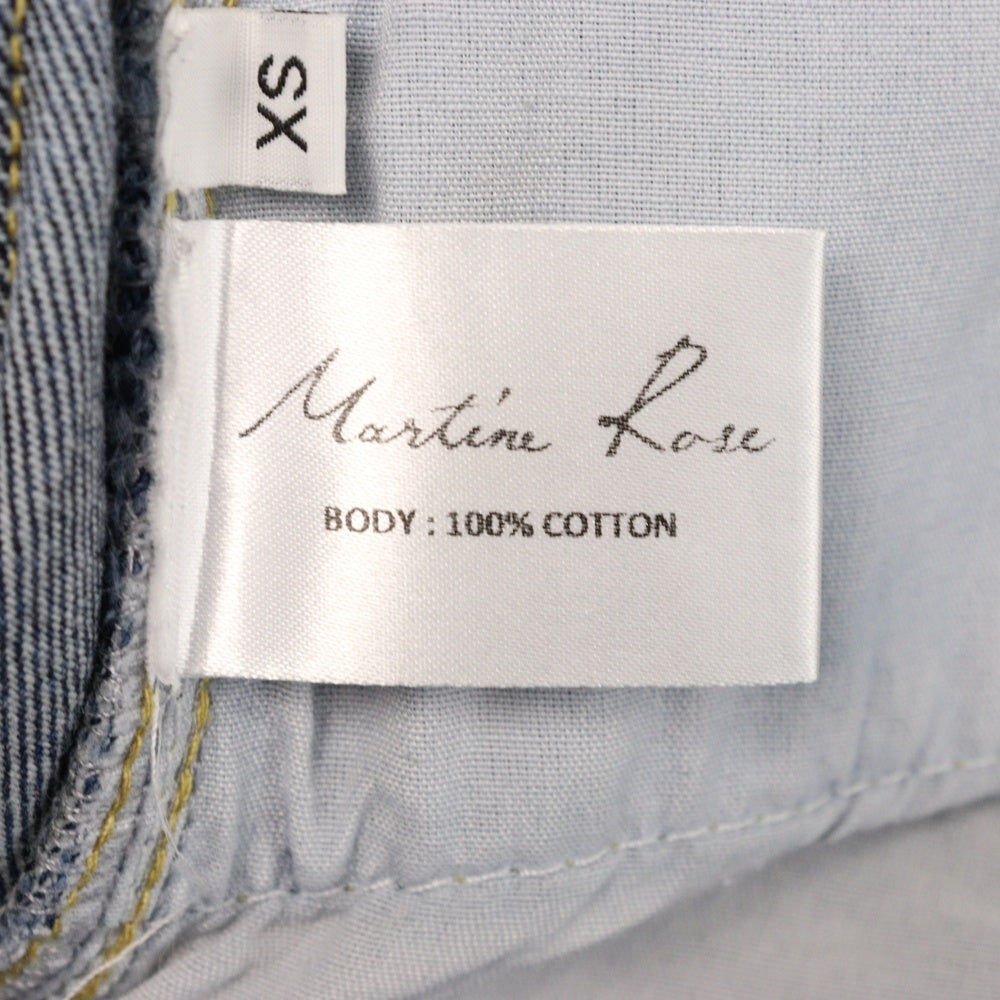 XS
Martine Rose
BODY : 100% COTTON